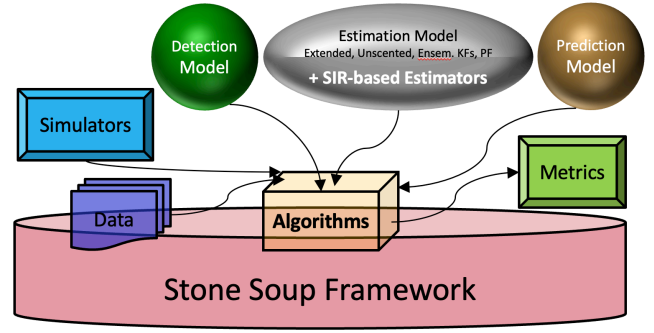 Detection
Model
Estimation Model
Extended, Unscented, Ensem. KFs, PF
+ SIR-based Estimators
Prediction
Model
Simulators
Data
Algorithms
Metrics
Stone Soup Framework